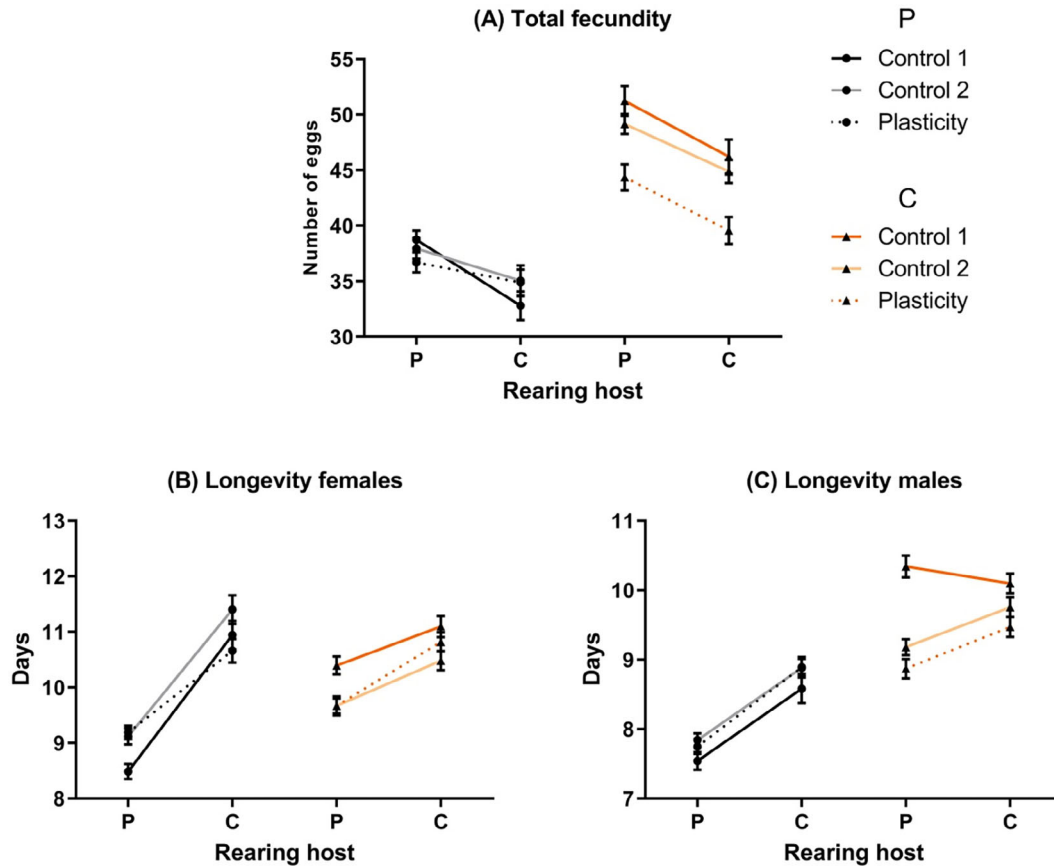 (A) Total fecundity
55
50
45
40
35
30
Number of eggs
P C P C
Rearing host
P
Control 1
Control 2
Plasticity
C
Control 1
Control 2
Plasticity
(B) Longevity females
13
12
11
10
9
8
Days
P C P C
Rearing host
(C) Longevity males
11
10
9
8
7
Days
P C P C
Rearing host